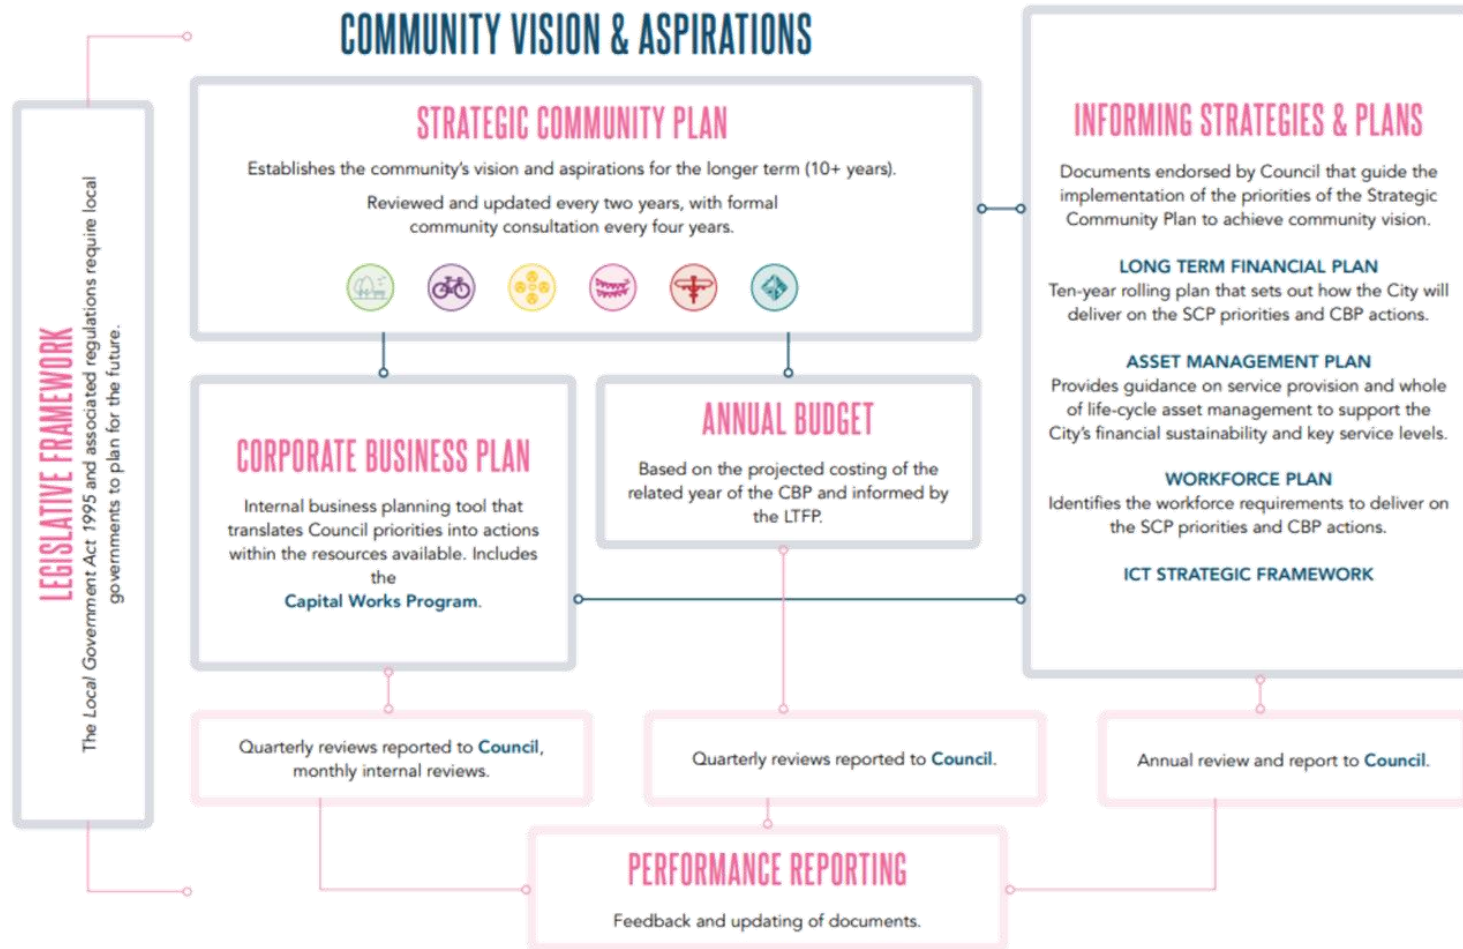 COMMUNITY VISION & ASPIRATIONS
LEGISLATIVE FRAMEWORK
The Local Government Act 1995 and associated regulations require local
governments to plan for the future.
STRATEGIC COMMUNITY PLAN
Establishes the community's vision and aspirations for the longer term (10+ years).
Reviewed and updated every two years, with formal
community consultation every four years.
CORPORATE BUSINESS PLAN
Internal business planning tool that
translates Council priorities into actions
within the resources available. Includes
the
Capital Works Program.
ANNUAL BUDGET
Based on the projected costing of the
related year of the CBP and informed by
the LTFP.
INFORMING STRATEGIES & PLANS
Documents endorsed by Council that guide the
implementation of the priorities of the Strategic
Community Plan to achieve community vision.
LONG TERM FINANCIAL PLAN
Ten-year rolling plan that sets out how the City will
deliver on the SCP priorities and CBP actions.
ASSET MANAGEMENT PLAN
Provides guidance on service provision and whole
of life-cycle asset management to support the
City's financial sustainability and key service levels.
WORKFORCE PLAN
Identifies the workforce requirements to deliver on
the SCP priorities and CBP actions.
ICT STRATEGIC FRAMEWORK
Quarterly reviews reported to Council,
monthly internal reviews.
Quarterly reviews reported to Council.
Annual review and report to Council.
PERFORMANCE REPORTING
Feedback and updating of documents.